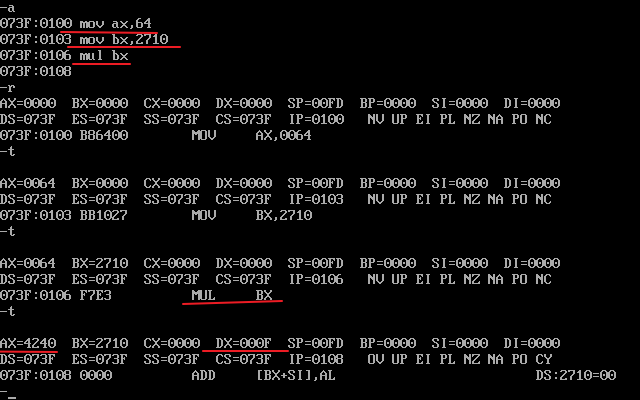 -a
073F:0100 mov ax,64
073F:0103 mov bx,2710
073F:0106 mul bx
073F:0108
-r
AX=0000  BX=0000  CX=0000  DX=0000  SP=00FD  BP=0000  SI=0000  DI=0000
DS=073F  ES=073F  SS=073F  CS=073F  IP=0100   NV UP EI PL NZ NA PO NC
073F:0100 B86400        MOV     AX,0064
-t
AX=0064  BX=0000  CX=0000  DX=0000  SP=00FD  BP=0000  SI=0000  DI=0000
DS=073F  ES=073F  SS=073F  CS=073F  IP=0103   NV UP EI PL NZ NA PO NC
073F:0103 BB1027        MOV     BX,2710
-t
AX=0064  BX=2710  CX=0000  DX=0000  SP=00FD  BP=0000  SI=0000  DI=0000
DS=073F  ES=073F  SS=073F  CS=073F  IP=0106   NV UP EI PL NZ NA PO NC
073F:0106 F7E3          MUL     BX
-t
AX=4240  BX=2710  CX=0000  DX=000F  SP=00FD  BP=0000  SI=0000  DI=0000
DS=073F  ES=073F  SS=073F  CS=073F  IP=0108   OV UP EI PL NZ NA PO CY
073F:0108 0000          ADD     [BX+SI],AL                         DS:2710=00
-_